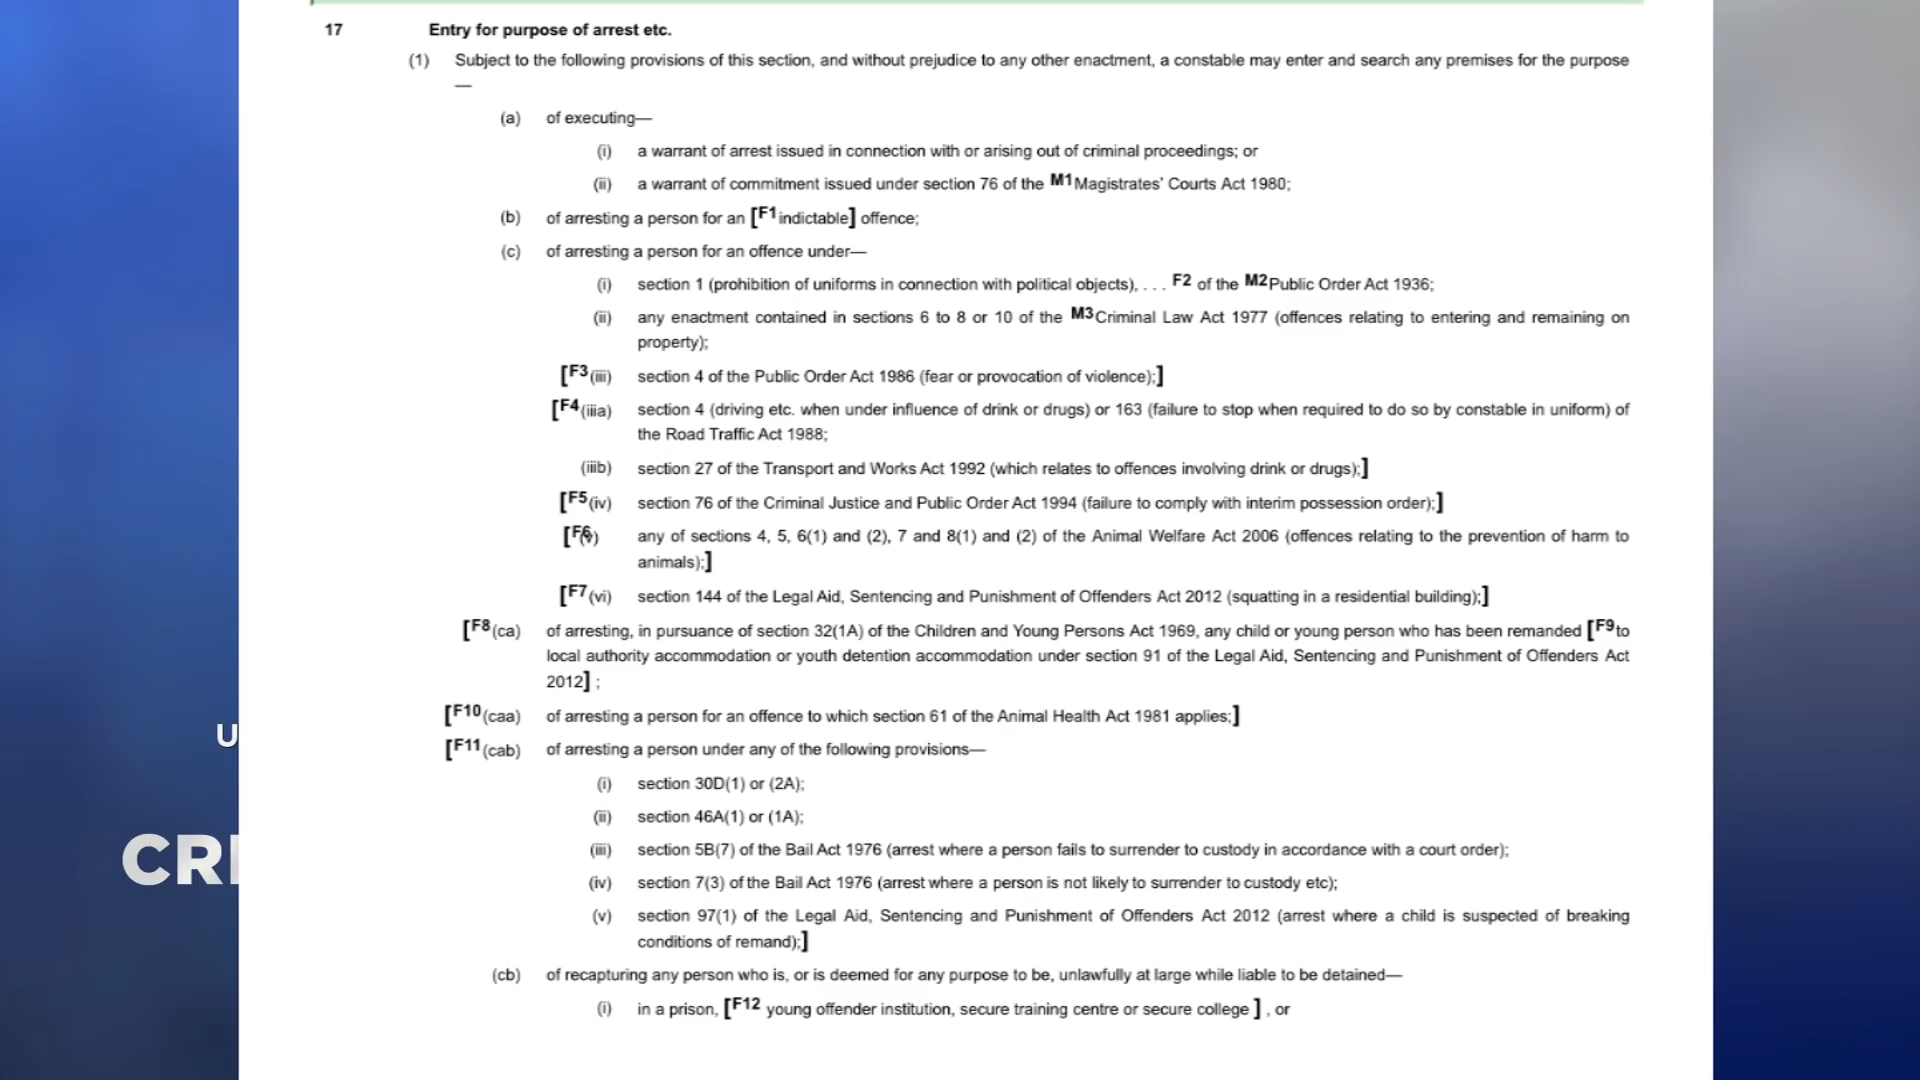 17 Entry for purpose of arrest etc.
(1) Subject to the following provisions of this section, and without prejudice to any other enactment, a constable may enter and search any premises for the purpose
—
(a) of executing—
(i) a warrant of arrest issued in connection with or arising out of criminal proceedings; or
(ii) a warrant of commitment issued under section 76 of the M1Magistrates' Courts Act 1980;
(b) of arresting a person for an [F1indictable] offence;
(c) of arresting a person for an offence under—
(i) section 1 (prohibition of uniforms in connection with political objects), . . . F2 of the M2Public Order Act 1936;
(ii) any enactment contained in sections 6 to 8 or 10 of the M3Criminal Law Act 1977 (offences relating to entering and remaining on
property);
[F3(iii) section 4 of the Public Order Act 1986 (fear or provocation of violence);]
[F4(iiia) section 4 (driving etc. when under influence of drink or drugs) or 163 (failure to stop when required to do so by constable in uniform) of
the Road Traffic Act 1988;
(iiib) section 27 of the Transport and Works Act 1992 (which relates to offences involving drink or drugs);]
[F5(iv) section 76 of the Criminal Justice and Public Order Act 1994 (failure to comply with interim possession order);]
[F6(v) any of sections 4, 5, 6(1) and (2), 7 and 8(1) and (2) of the Animal Welfare Act 2006 (offences relating to the prevention of harm to
animals);]
[F7(vi) section 144 of the Legal Aid, Sentencing and Punishment of Offenders Act 2012 (squatting in a residential building);]
[F8(ca) of arresting, in pursuance of section 32(1A) of the Children and Young Persons Act 1969, any child or young person who has been remanded [F9to
local authority accommodation or youth detention accommodation under section 91 of the Legal Aid, Sentencing and Punishment of Offenders Act
2012] ;
[F10(caa) of arresting a person for an offence to which section 61 of the Animal Health Act 1981 applies;]
[F11(cab) of arresting a person under any of the following provisions—
(i) section 30D(1) or (2A);
(ii) section 46A(1) or (1A);
(iii) section 5B(7) of the Bail Act 1976 (arrest where a person fails to surrender to custody in accordance with a court order);
(iv) section 7(3) of the Bail Act 1976 (arrest where a person is not likely to surrender to custody etc);
(v) section 97(1) of the Legal Aid, Sentencing and Punishment of Offenders Act 2012 (arrest where a child is suspected of breaking
conditions of remand);]
(cb) of recapturing any person who is, or is deemed for any purpose to be, unlawfully at large while liable to be detained—
(i) in a prison, [F12 young offender institution, secure training centre or secure college ] , or
U
CRI